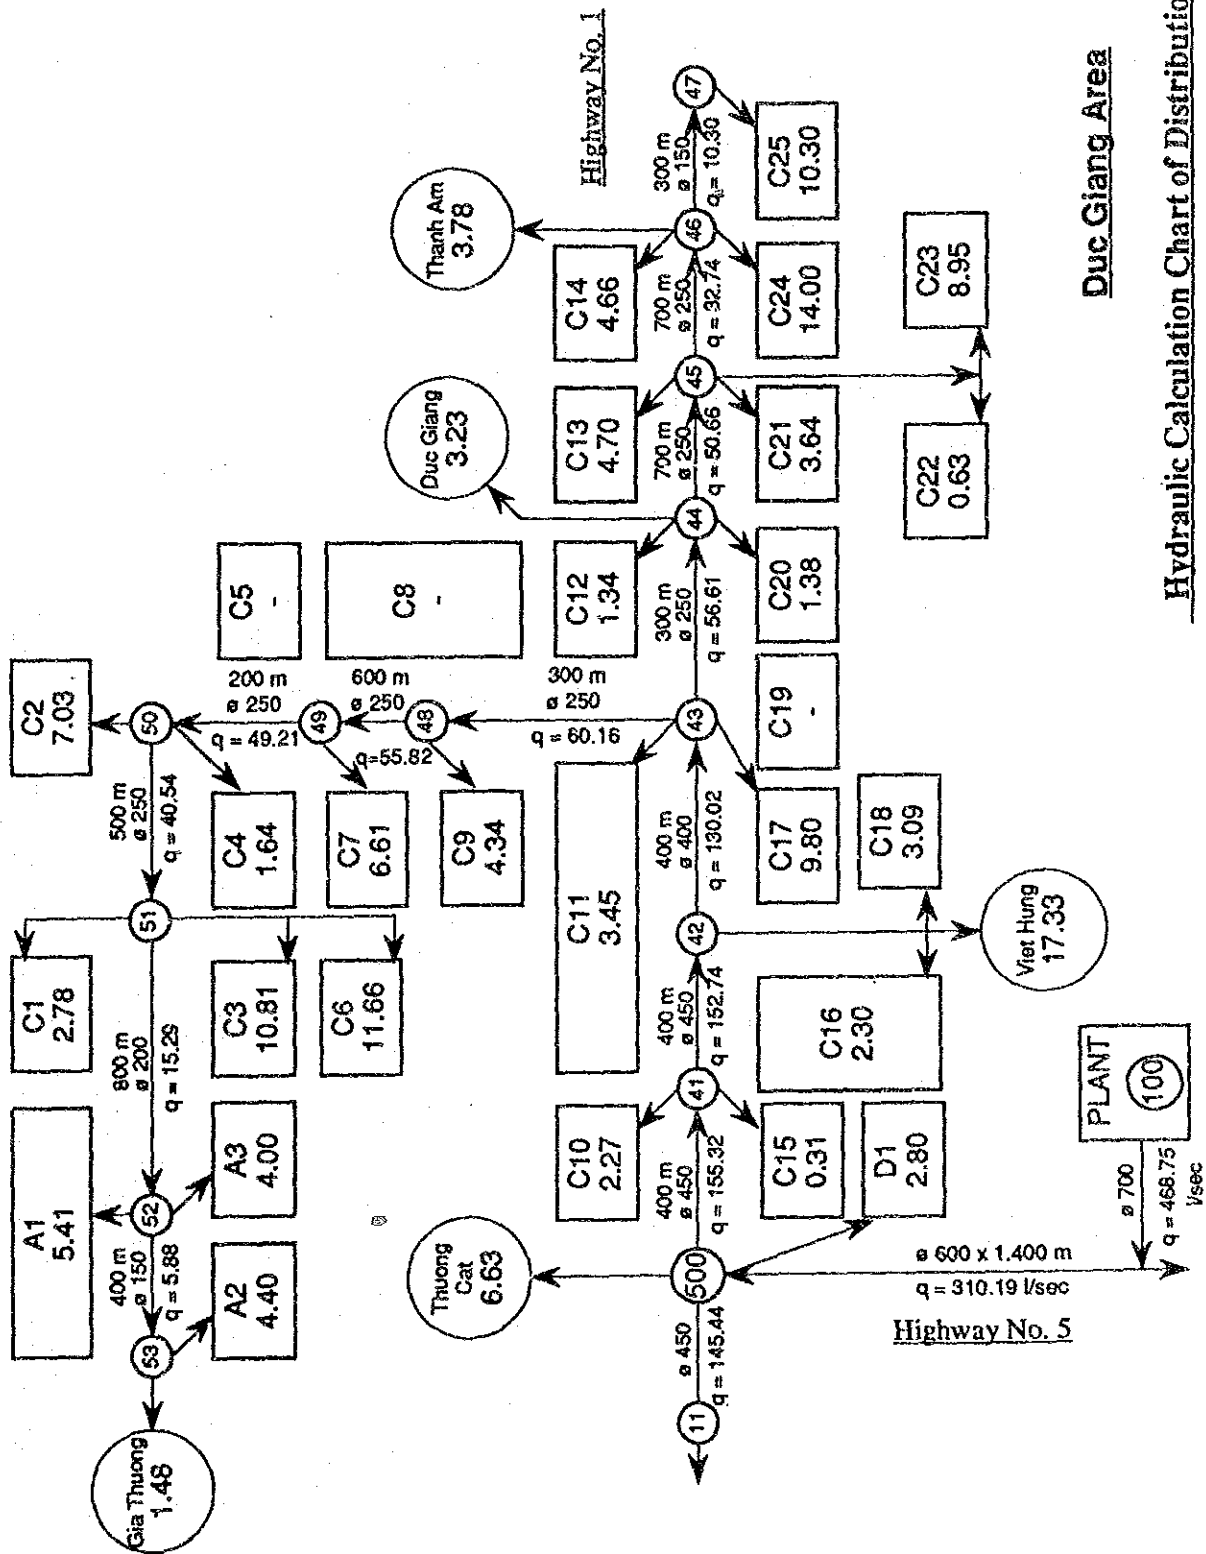 Highway No. 1
Thanh Am
3.78
300 m
ø 150
q = 10.30
47
C25
10.30
C14
4.66
46
C24
14.00
700 m
ø 250
q = 32.74
C23
8.95
C13
4.70
45
C21
3.64
C22
0.63
Duc Giang
3.23
700 m
ø 250
q = 50.66
C12
1.34
44
C20
1.38
C5
-
C8
-
300 m
ø 250
q = 56.61
C19
-
C2
7.03
50
200 m
ø 250
q = 49.21
49
600 m
ø 250
q=55.82
48
300 m
ø 250
q = 60.16
43
500 m
ø 250
q = 40.54
C4
1.64
C7
6.61
C9
4.34
C11
3.45
400 m
ø 400
q = 130.02
C17
9.80
C18
3.09
51
42
Viet Hung
17.33
C1
2.78
C3
10.81
C6
11.66
400 m
ø 450
q = 152.74
C16
2.30
800 m
ø 200
q = 15.29
41
A1
5.41
52
A3
4.00
C10
2.27
C15
0.31
D1
2.80
400 m
ø 450
q = 155.32
PLANT
100
ø 700
q = 468.75
l/sec
400 m
ø 150
q = 5.88
A2
4.40
Thuong
Cat
6.63
500
ø 600 x 1.400 m
q = 310.19 l/sec
Highway No. 5
53
Gia Thuong
1.48
ø 450
q = 145.44
11
Duc Giang Area
Hydraulic Calculation Chart of Distributio